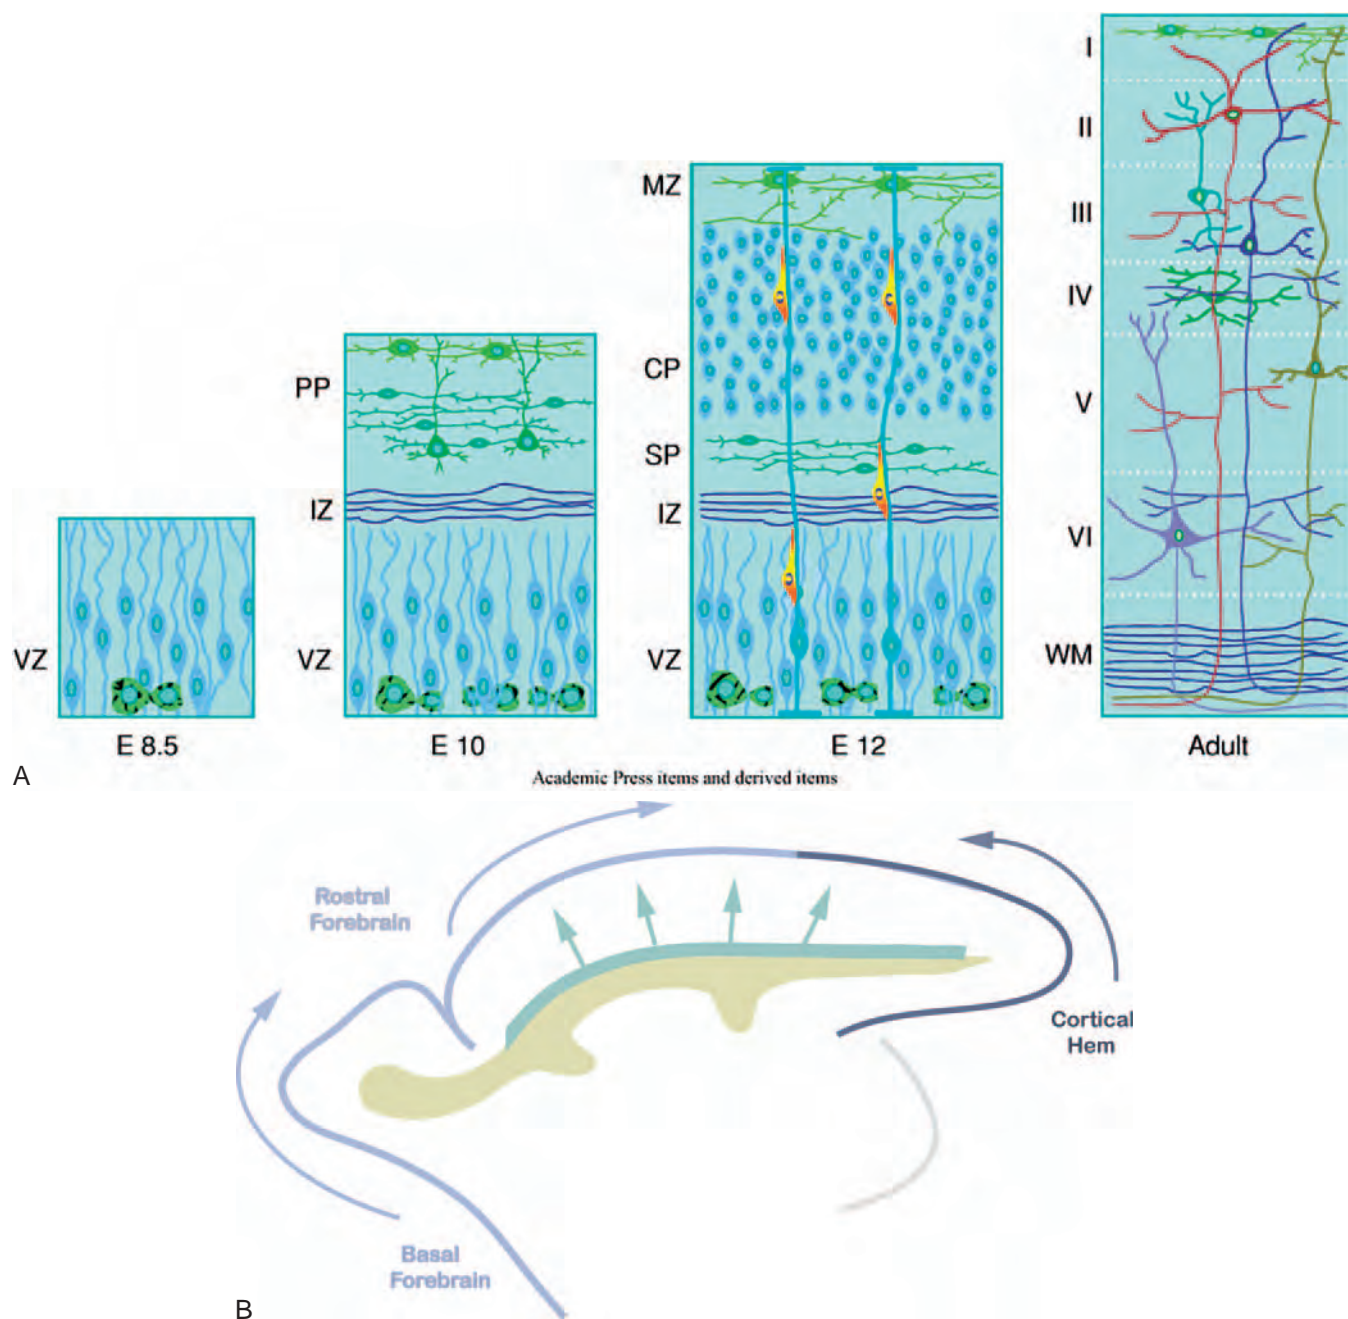 VZ
E 8.5
PP
IZ
VZ
E 10
MZ
CP
SP
IZ
VZ
E 12
I
II
III
IV
V
VI
WM
Adult
A
Academic Press items and derived items
Rostral
Forebrain
Cortical
Hem
Basal
Forebrain
B